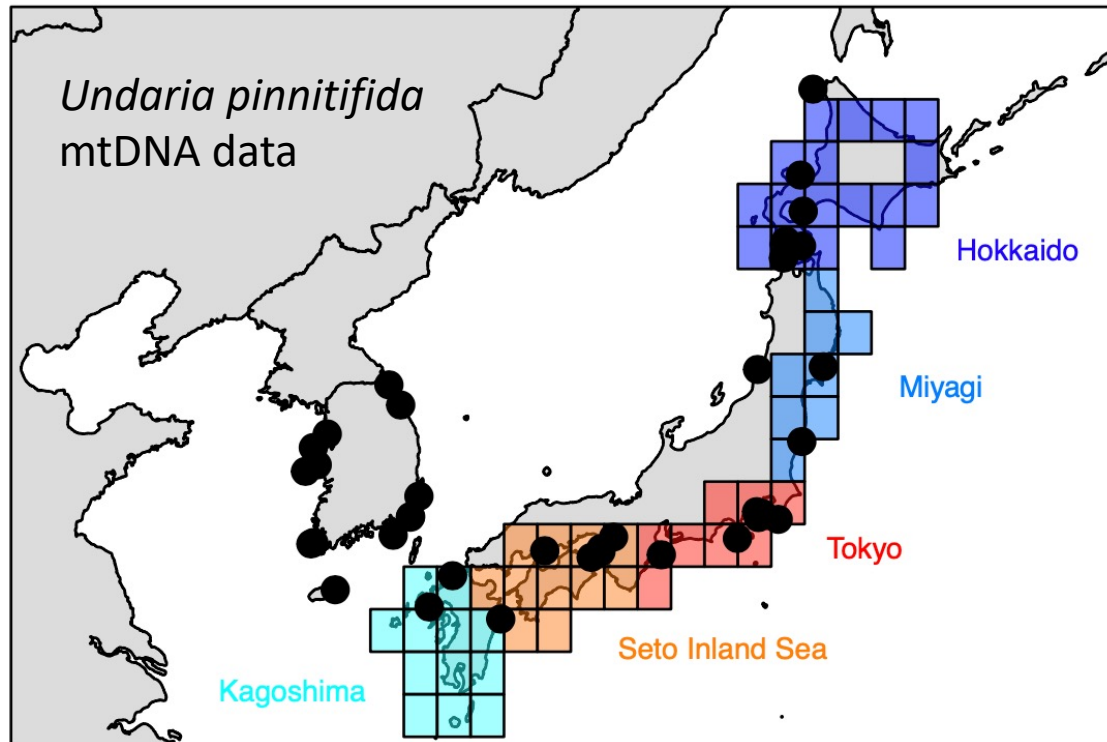 Undaria pinnitifida
mtDNA data
Hokkaido
Miyagi
Tokyo
Seto Inland Sea
Kagoshima